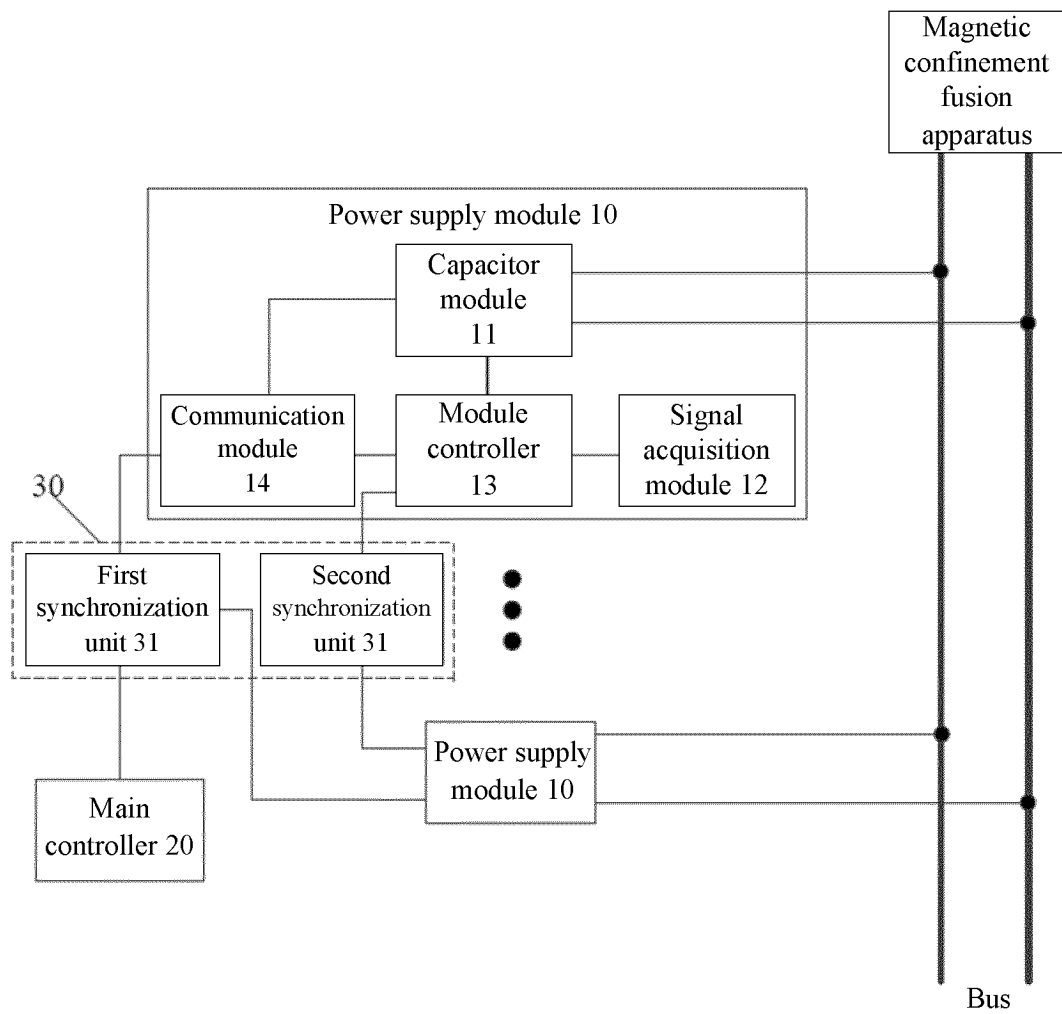 Magnetic
confinement
fusion
apparatus
Power supply module 10
Capacitor
module
11
Communication
module
14
Module
controller
13
Signal
acquisition
module 12
30
First
synchronization
unit 31
Second
synchronization
unit 31
Power supply
module 10
Main
controller 20
Bus